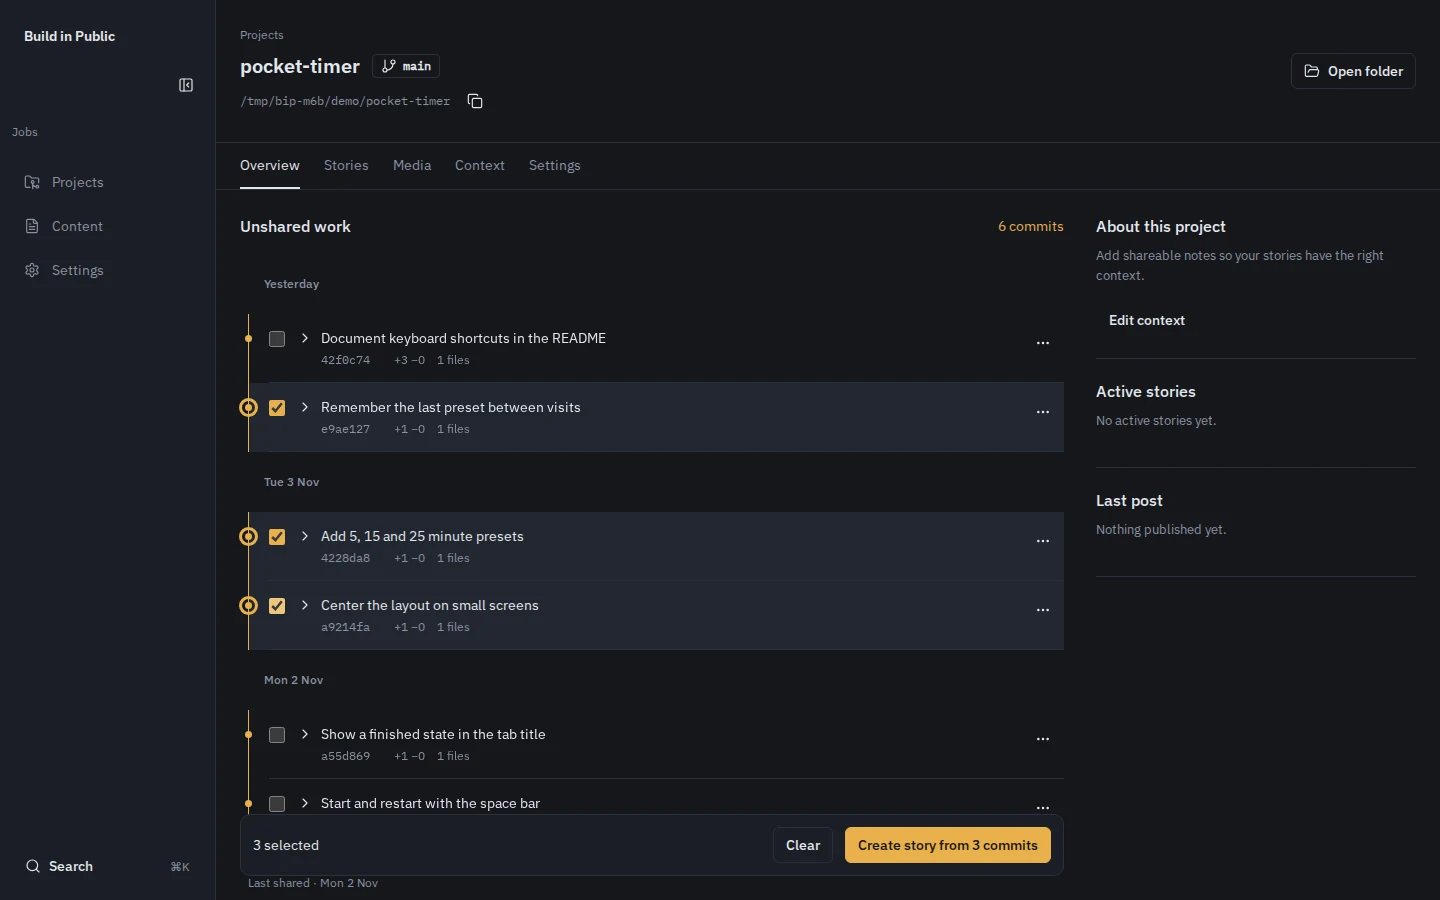 Build in Public
Jobs
Projects
Content
Settings
Search ⌘K
Projects
pocket-timer main
/tmp/bip-m6b/demo/pocket-timer
Open folder
Overview Stories Media Context Settings
Unshared work 6 commits
Yesterday
Document keyboard shortcuts in the README
42f0c74 +3 −0 1 files
Remember the last preset between visits
e9ae127 +1 −0 1 files
Tue 3 Nov
Add 5, 15 and 25 minute presets
4228da8 +1 −0 1 files
Center the layout on small screens
a9214fa +1 −0 1 files
Mon 2 Nov
Show a finished state in the tab title
a55d869 +1 −0 1 files
Start and restart with the space bar
3 selected Clear Create story from 3 commits
Last shared · Mon 2 Nov
About this project
Add shareable notes so your stories have the right
context.
Edit context
Active stories
No active stories yet.
Last post
Nothing published yet.